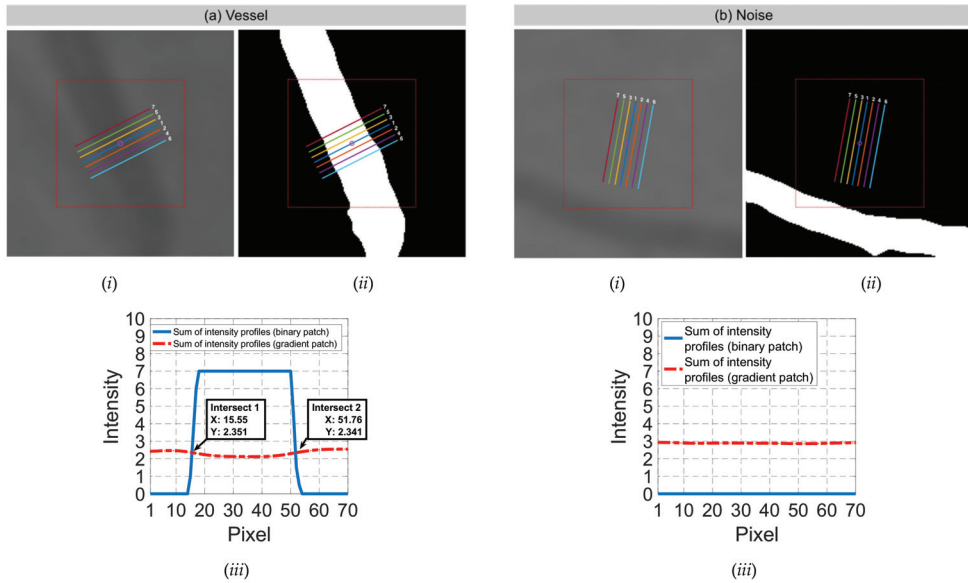 (a) Vessel
(b) Noise
7
5
3
1
2
4
6
7
5
3
1
2
4
6
7 5 3 1 2 4 6
7 5 3 1 2 4 6
(i)
(ii)
(i)
(ii)
Intensity
10
9
8
7
6
5
4
3
2
1
0
Sum of intensity profiles (binary patch)
Sum of intensity profiles (gradient patch)
Intersect 1
X: 15.55
Y: 2.351
Intersect 2
X: 51.76
Y: 2.341
1 10 20 30 40 50 60 70
Pixel
(iii)
Intensity
10
9
8
7
6
5
4
3
2
1
0
Sum of intensity
profiles (binary patch)
Sum of intensity
profiles (gradient patch)
1 10 20 30 40 50 60 70
Pixel
(iii)